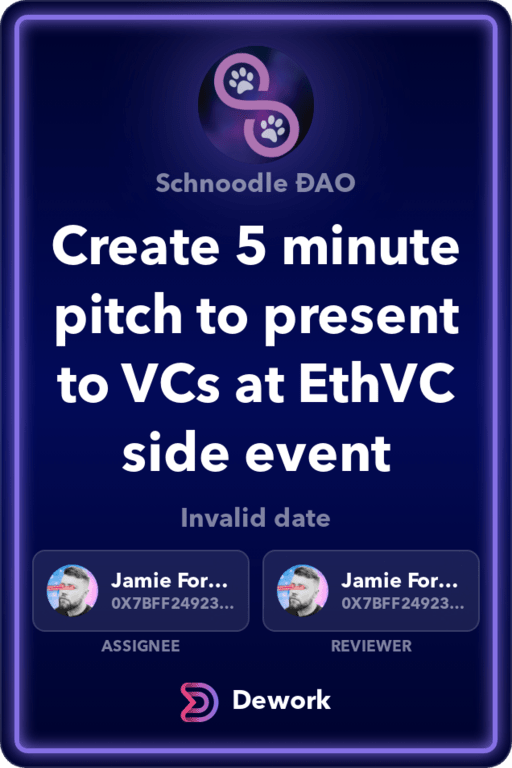 Schnoodle ĐAO
Create 5 minute
pitch to present
to VCs at EthVC
side event
Invalid date
Jamie For...
0X7BFF24923...
ASSIGNEE
Jamie For...
0X7BFF24923...
REVIEWER
Dework